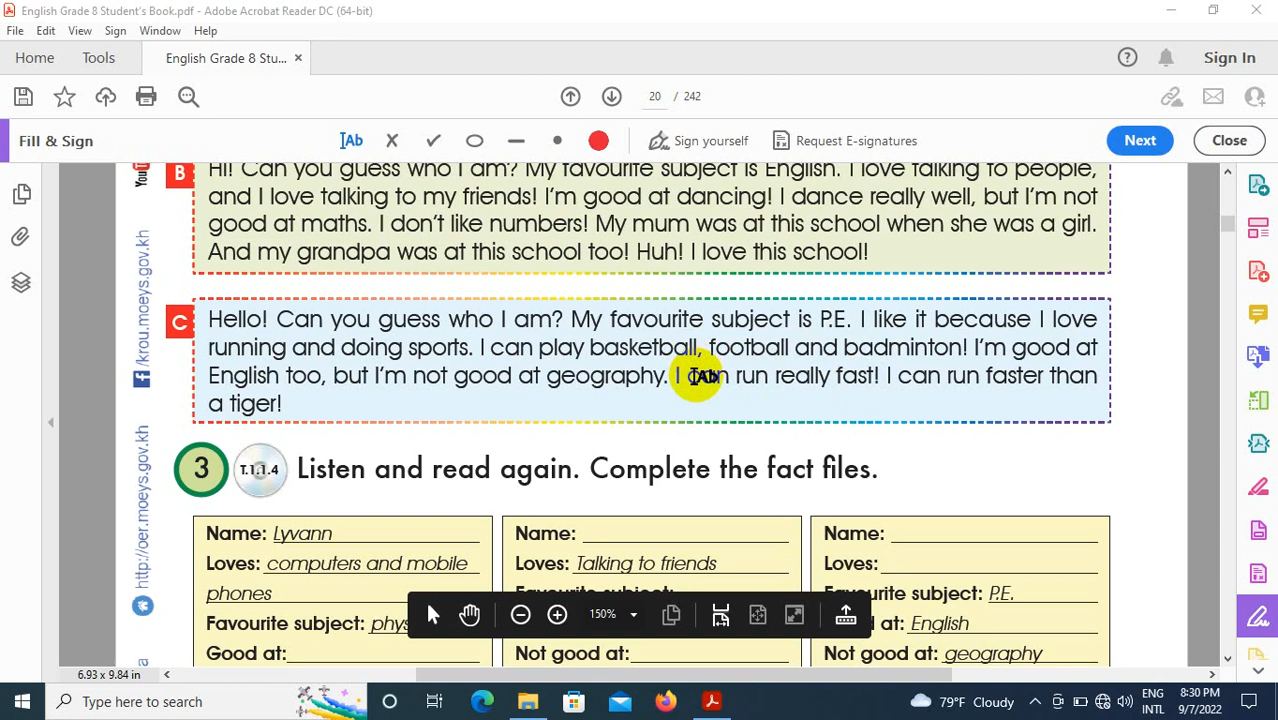 English Grade 8 Student's Book.pdf - Adobe Acrobat Reader DC (64-bit)
File Edit View Sign Window Help
Home Tools English Grade 8 Stu... ×
Sign In
20 / 242
Fill & Sign Ab Sign yourself Request E-signatures Next Close
B Hi! Can you guess who I am? My favourite subject is English. I love talking to people,
and I love talking to my friends! I'm good at dancing! I dance really well, but I'm not
good at maths. I don't like numbers! My mum was at this school when she was a girl.
And my grandpa was at this school too! Huh! I love this school!
C Hello! Can you guess who I am? My favourite subject is P.E. I like it because I love
running and doing sports. I can play basketball, football and badminton! I'm good at
English too, but I'm not good at geography. I can run really fast! I can run faster than
a tiger!
3 T.1.1.4 Listen and read again. Complete the fact files.
Name: Lyvann
Loves: computers and mobile
phones
Favourite subject: phys
Good at:
Name:
Loves: Talking to friends
Favourite subject:
Not good at:
Name:
Loves:
Favourite subject: P.E.
d at: English
Not good at: geography
You
/krou.moeys.gov.kh
http://oer.moeys.gov.kh
150%
6.93 x 9.84 in
Type here to search
79°F Cloudy
ENG
INTL
8:30 PM
9/7/2022